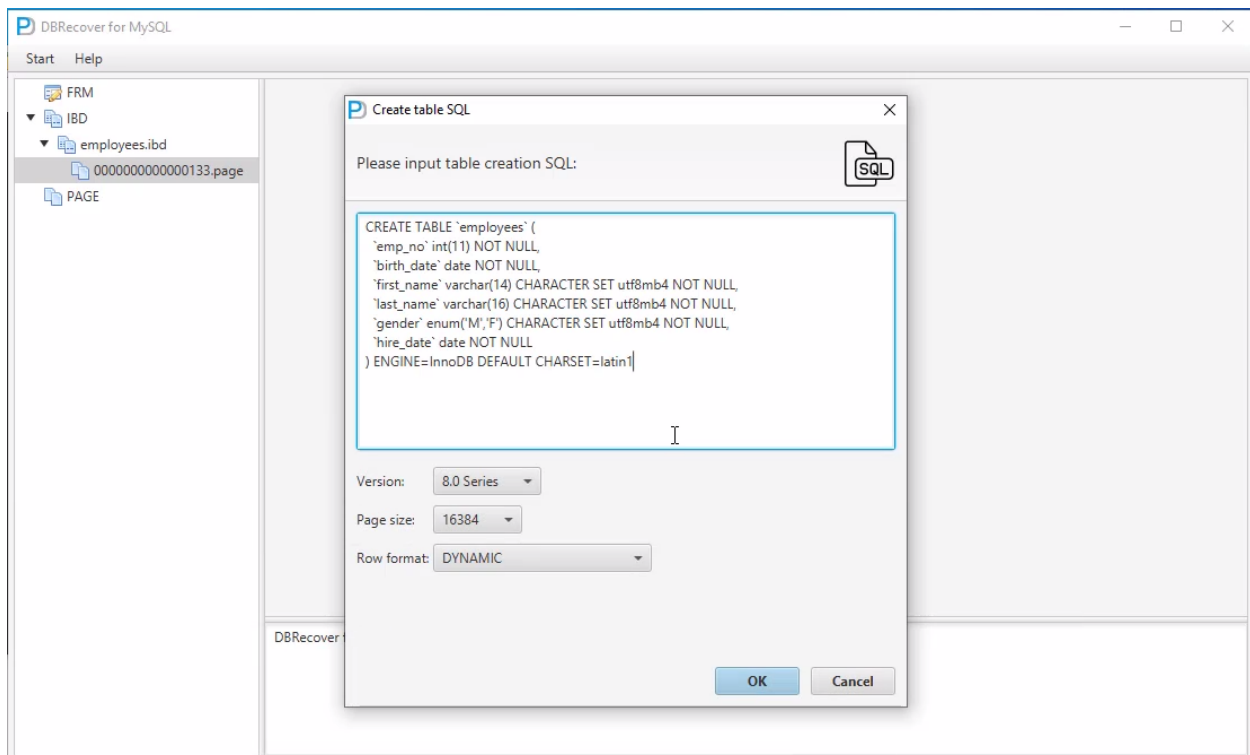 DBRecover for MySQL
Start Help
FRM
IBD
employees.ibd
0000000000000133.page
PAGE
Create table SQL
Please input table creation SQL:
SQL
CREATE TABLE `employees` (
`emp_no` int(11) NOT NULL,
`birth_date` date NOT NULL,
`first_name` varchar(14) CHARACTER SET utf8mb4 NOT NULL,
`last_name` varchar(16) CHARACTER SET utf8mb4 NOT NULL,
`gender` enum('M','F') CHARACTER SET utf8mb4 NOT NULL,
`hire_date` date NOT NULL
) ENGINE=InnoDB DEFAULT CHARSET=latin1
Version: 8.0 Series
Page size: 16384
Row format: DYNAMIC
DBRecover
OK Cancel